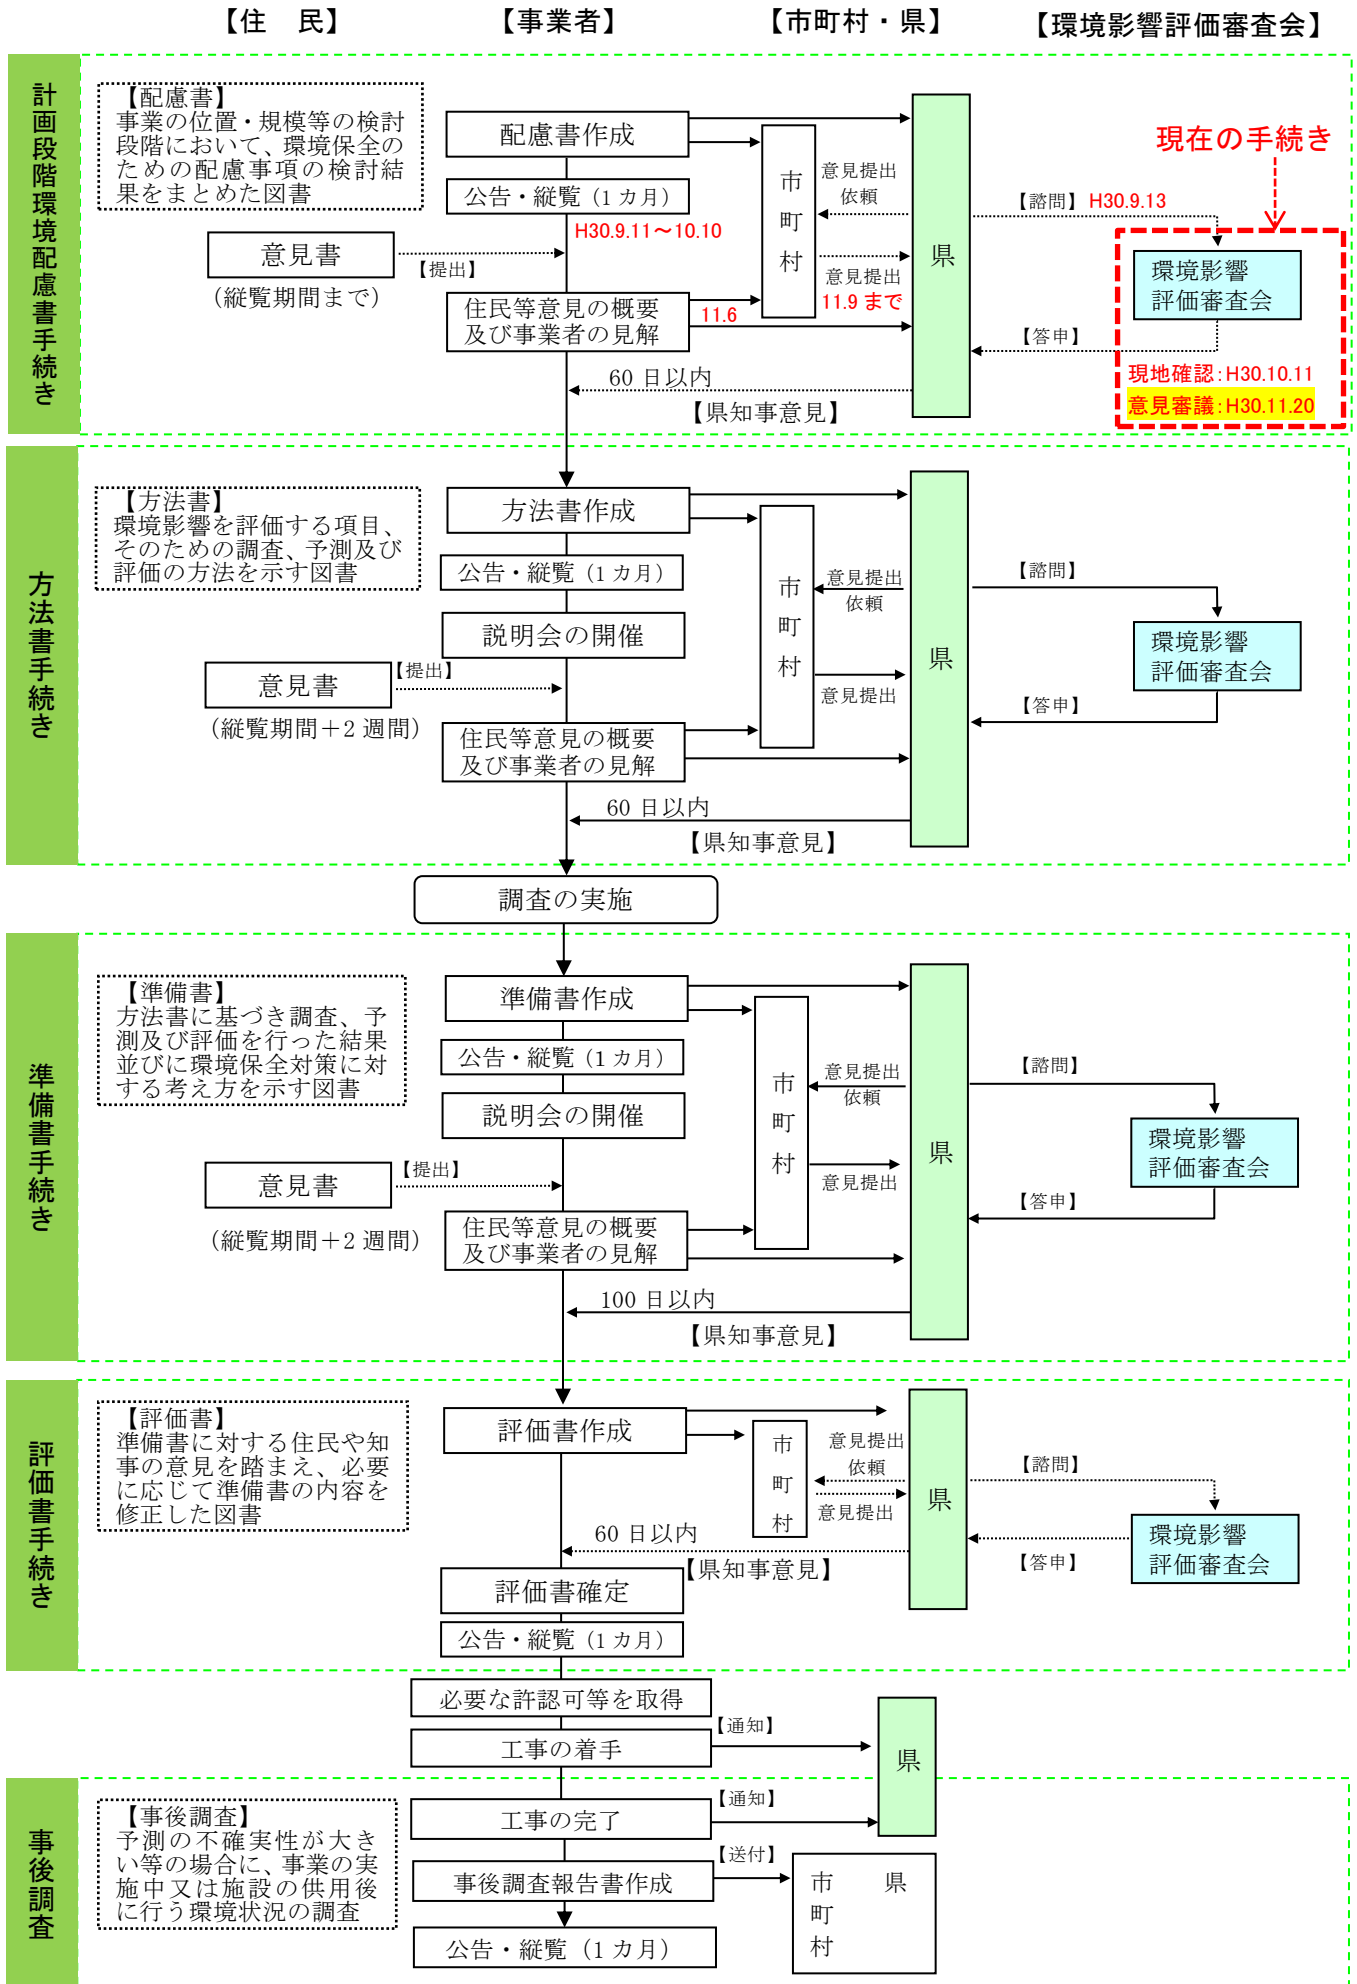 【住　民】
【事業者】
【市町村・県】
【環境影響評価審査会】
計画段階環境配慮書手続き
【配慮書】
事業の位置・規模等の検討
段階において、環境保全の
ための配慮事項の検討結
果をまとめた図書
配慮書作成
公告・縦覧（1カ月）
H30.9.11～10.10
意見書
【提出】
（縦覧期間まで）
住民等意見の概要
及び事業者の見解
11.6
市町村
意見提出
依頼
意見提出
11.9 まで
県
【諮問】 H30.9.13
現在の手続き
環境影響
評価審査会
【答申】
現地確認：H30.10.11
意見審議：H30.11.20
60 日以内
【県知事意見】
方法書手続き
【方法書】
環境影響を評価する項目、
そのための調査、予測及び
評価の方法を示す図書
方法書作成
公告・縦覧（1カ月）
説明会の開催
意見書
【提出】
（縦覧期間＋2 週間）
住民等意見の概要
及び事業者の見解
市町村
意見提出
依頼
意見提出
県
【諮問】
環境影響
評価審査会
【答申】
60 日以内
【県知事意見】
調査の実施
準備書手続き
【準備書】
方法書に基づき調査、予
測及び評価を行った結果
並びに環境保全対策に対
する考え方を示す図書
準備書作成
公告・縦覧（1カ月）
説明会の開催
意見書
【提出】
（縦覧期間＋2 週間）
住民等意見の概要
及び事業者の見解
市町村
意見提出
依頼
意見提出
県
【諮問】
環境影響
評価審査会
【答申】
100 日以内
【県知事意見】
評価書手続き
【評価書】
準備書に対する住民や知
事の意見を踏まえ、必要
に応じて準備書の内容を
修正した図書
評価書作成
市町村
意見提出
依頼
意見提出
県
【諮問】
環境影響
評価審査会
【答申】
60 日以内
【県知事意見】
評価書確定
公告・縦覧（1カ月）
必要な許認可等を取得
工事の着手
【通知】
県
事後調査
【事後調査】
予測の不確実性が大き
い等の場合に、事業の実
施中又は施設の供用後
に行う環境状況の調査
工事の完了
【通知】
事後調査報告書作成
【送付】
市町村
県
公告・縦覧（1カ月）